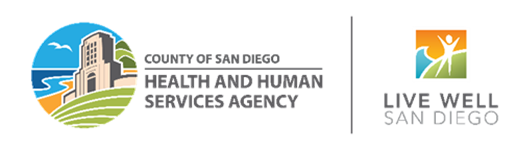 COUNTY OF SAN DIEGO
HEALTH AND HUMAN
SERVICES AGENCY
LIVE WELL
SAN DIEGO